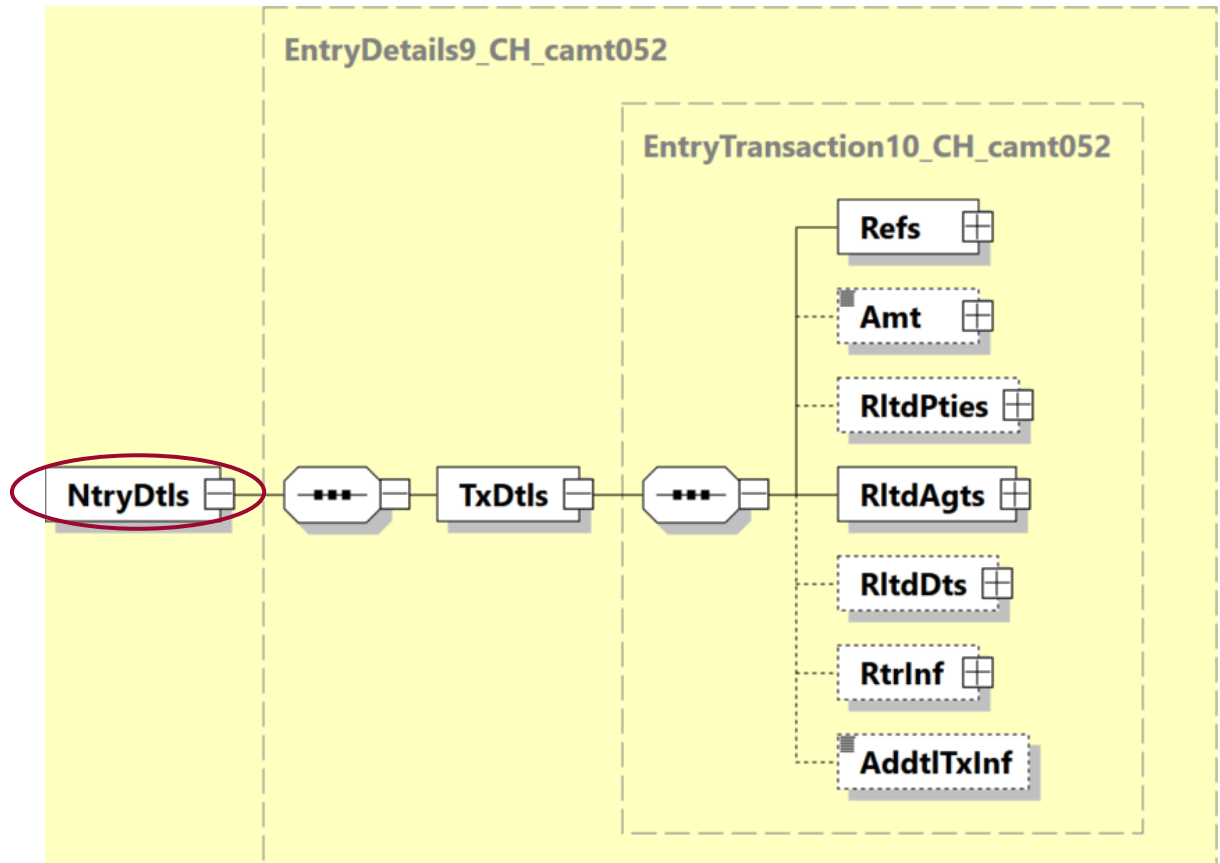 EntryDetails9_CH_camt052
EntryTransaction10_CH_camt052
Refs
Amt
RltdPties
NtryDtls
TxDtls
RltdAgts
RltdDts
RtrInf
AddtlTxInf